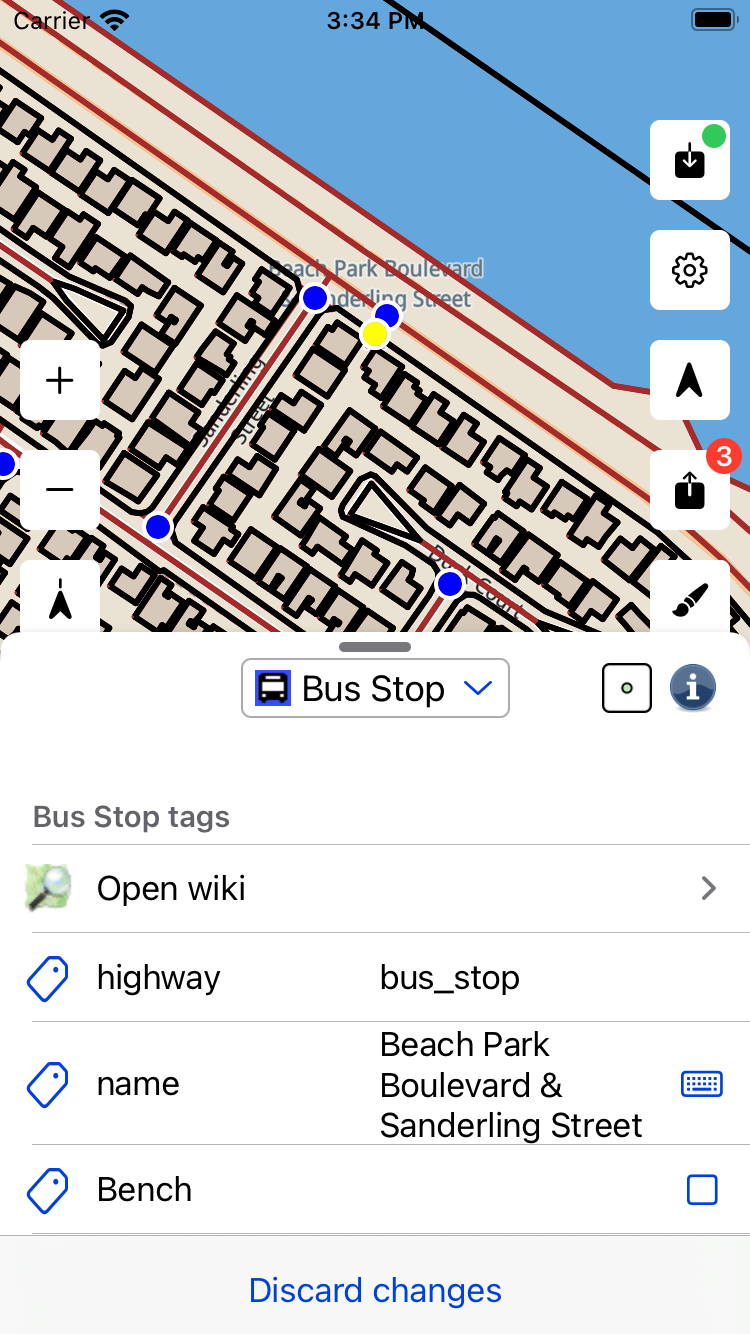 Carrier 3:34 PM
Beach Park Boulevard
& Sanderling Street
Sanderling
Street
3
Court
Bus Stop
Bus Stop tags
Open wiki
highway bus_stop
name Beach Park
Boulevard &
Sanderling Street
Bench
Discard changes